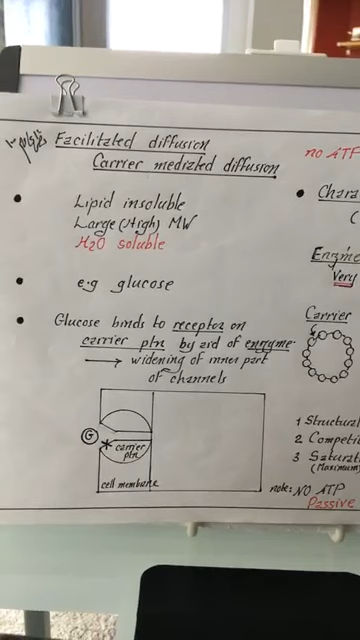 Facilitated diffusion
Carrier mediated diffusion
• Lipid insoluble
Large (High) MW
H2O soluble
• e.g glucose
• Glucose binds to receptor on
carrier ptn by aid of enzyme
→ widening of inner part
of channels
G
* carrier
ptn
cell membrane
no ATP
• Chara
(
Enzyme
Very
Carrier
1 Structural
2 Competi
3 Saturat
(Maximum
note: NO ATP
Passive